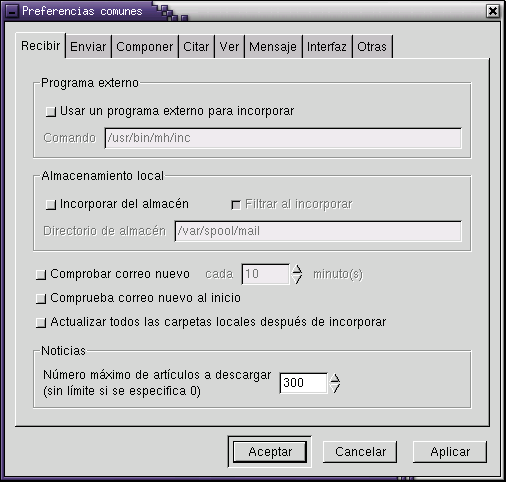 Preferencias comunes
Recibir Enviar Componer Citar Ver Mensaje Interfaz Otras
Programa externo
Usar un programa externo para incorporar
Comando /usr/bin/mh/inc
Almacenamiento local
Incorporar del almacén Filtrar al incorporar
Directorio de almacén /var/spool/mail
Comprobar correo nuevo cada 10 minuto(s)
Comprueba correo nuevo al inicio
Actualizar todos las carpetas locales después de incorporar
Noticias
Número máximo de artículos a descargar
(sin límite si se especifica 0) 300
Aceptar Cancelar Aplicar